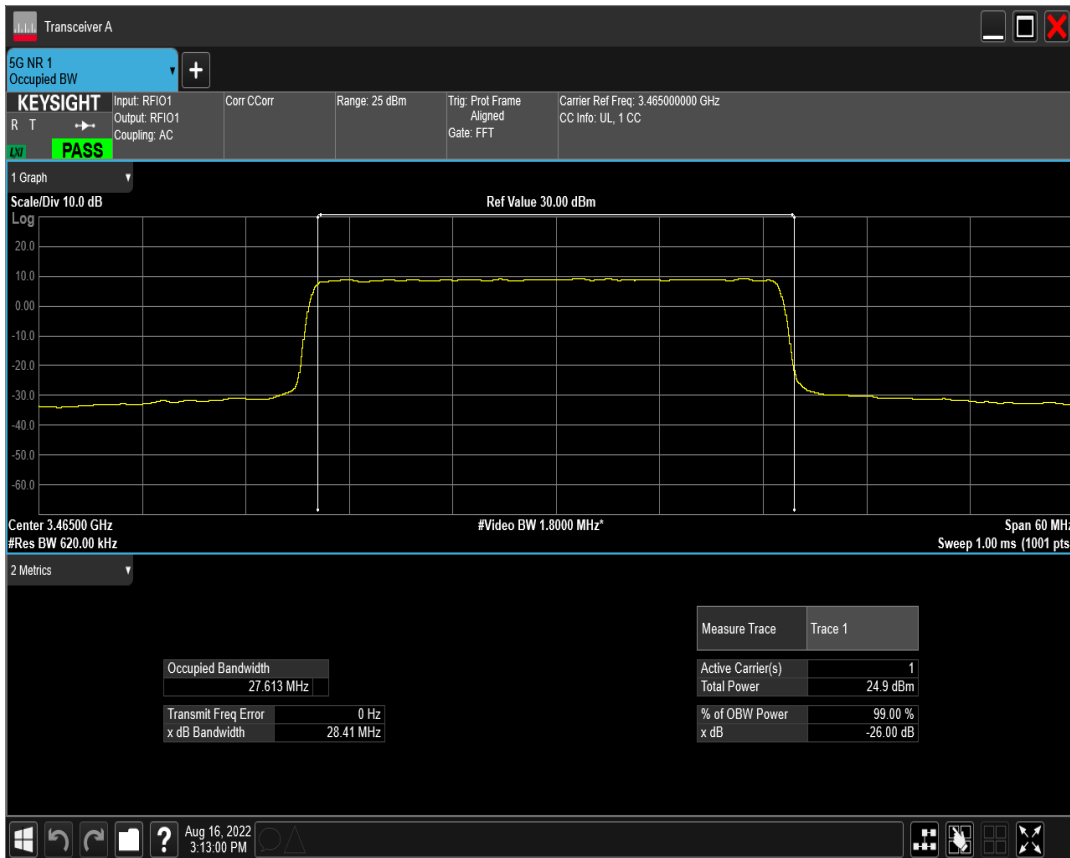 Transceiver A
5G NR 1
Occupied BW
+
KEYSIGHT
R T
LXI
PASS
Input: RFIO1
Output: RFIO1
Coupling: AC
Corr CCorr
Range: 25 dBm
Trig: Prot Frame
Aligned
Gate: FFT
Carrier Ref Freq: 3.465000000 GHz
CC Info: UL, 1 CC
1 Graph
Scale/Div 10.0 dB
Ref Value 30.00 dBm
Log
20.0
10.0
0.00
-10.0
-20.0
-30.0
-40.0
-50.0
-60.0
Center 3.46500 GHz
#Video BW 1.8000 MHz*
Span 60 MHz
#Res BW 620.00 kHz
Sweep 1.00 ms (1001 pts
2 Metrics
Measure Trace Trace 1
Occupied Bandwidth
27.613 MHz
Active Carrier(s) 1
Total Power 24.9 dBm
Transmit Freq Error 0 Hz
x dB Bandwidth 28.41 MHz
% of OBW Power 99.00 %
x dB -26.00 dB
?
Aug 16, 2022
3:13:00 PM